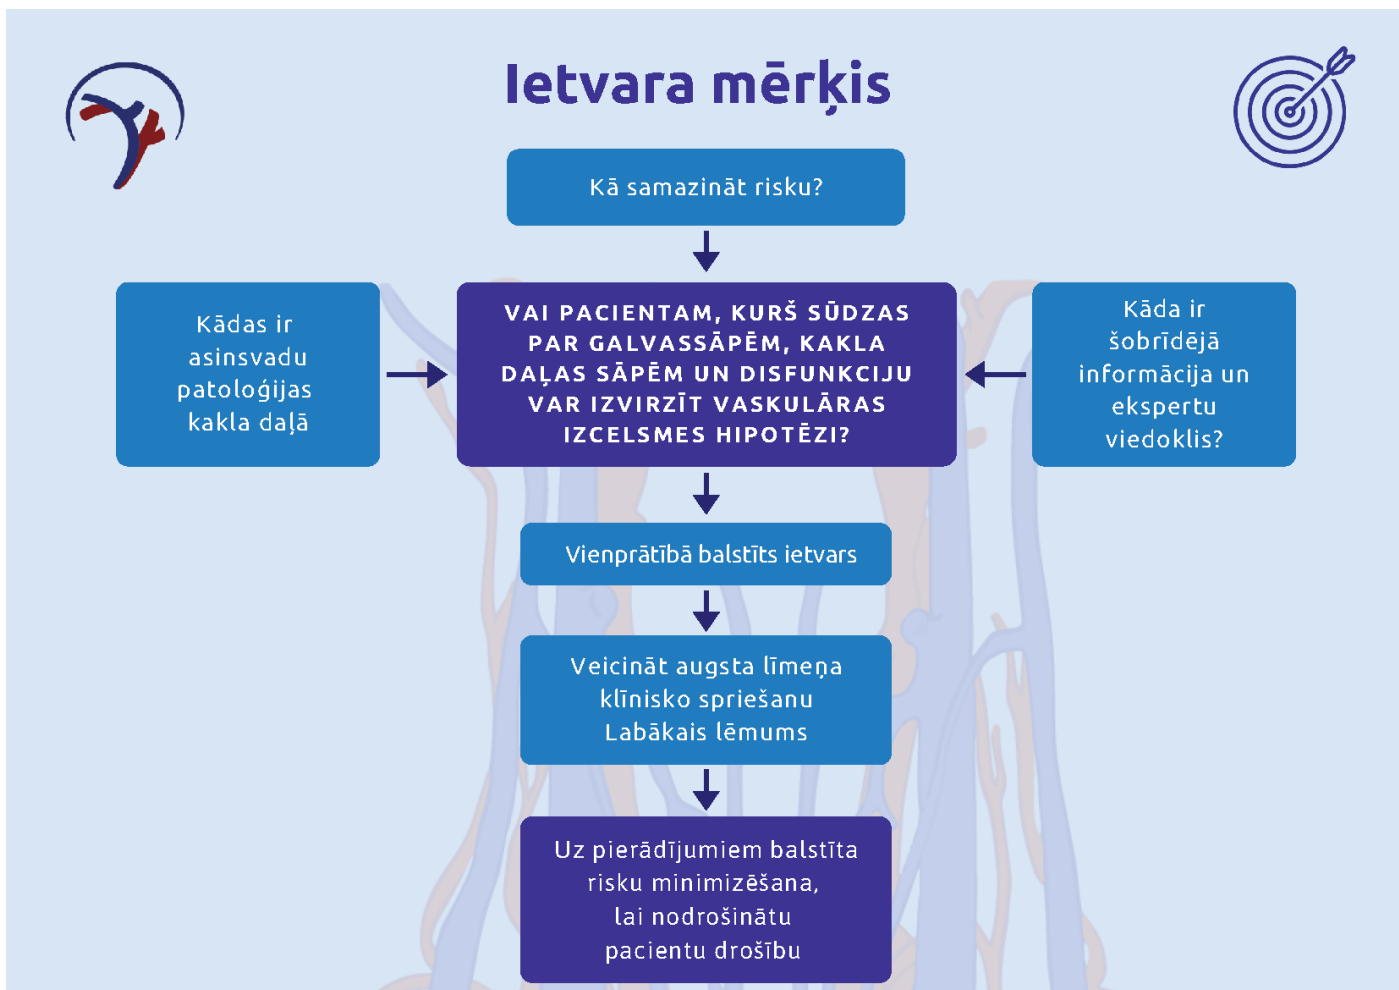 Ietvara mērķis
Kā samazināt risku?
Kādas ir
asinsvadu
patoloģijas
kakla daļā
VAI PACIENTAM, KURŠ SŪDZAS
PAR GALVASSĀPĒM, KAKLA
DAĻAS SĀPĒM UN DISFUNKCIJU
VAR IZVIRZĪT VASKULĀRAS
IZCELSMES HIPOTĒZI?
Kāda ir
šobrīdējā
informācija un
ekspertu
viedoklis?
Vienprātībā balstīts ietvars
Veicināt augsta līmeņa
klīnisko spriešanu
Labākais lēmums
Uz pierādījumiem balstīta
risku minimizēšana,
lai nodrošinātu
pacientu drošību